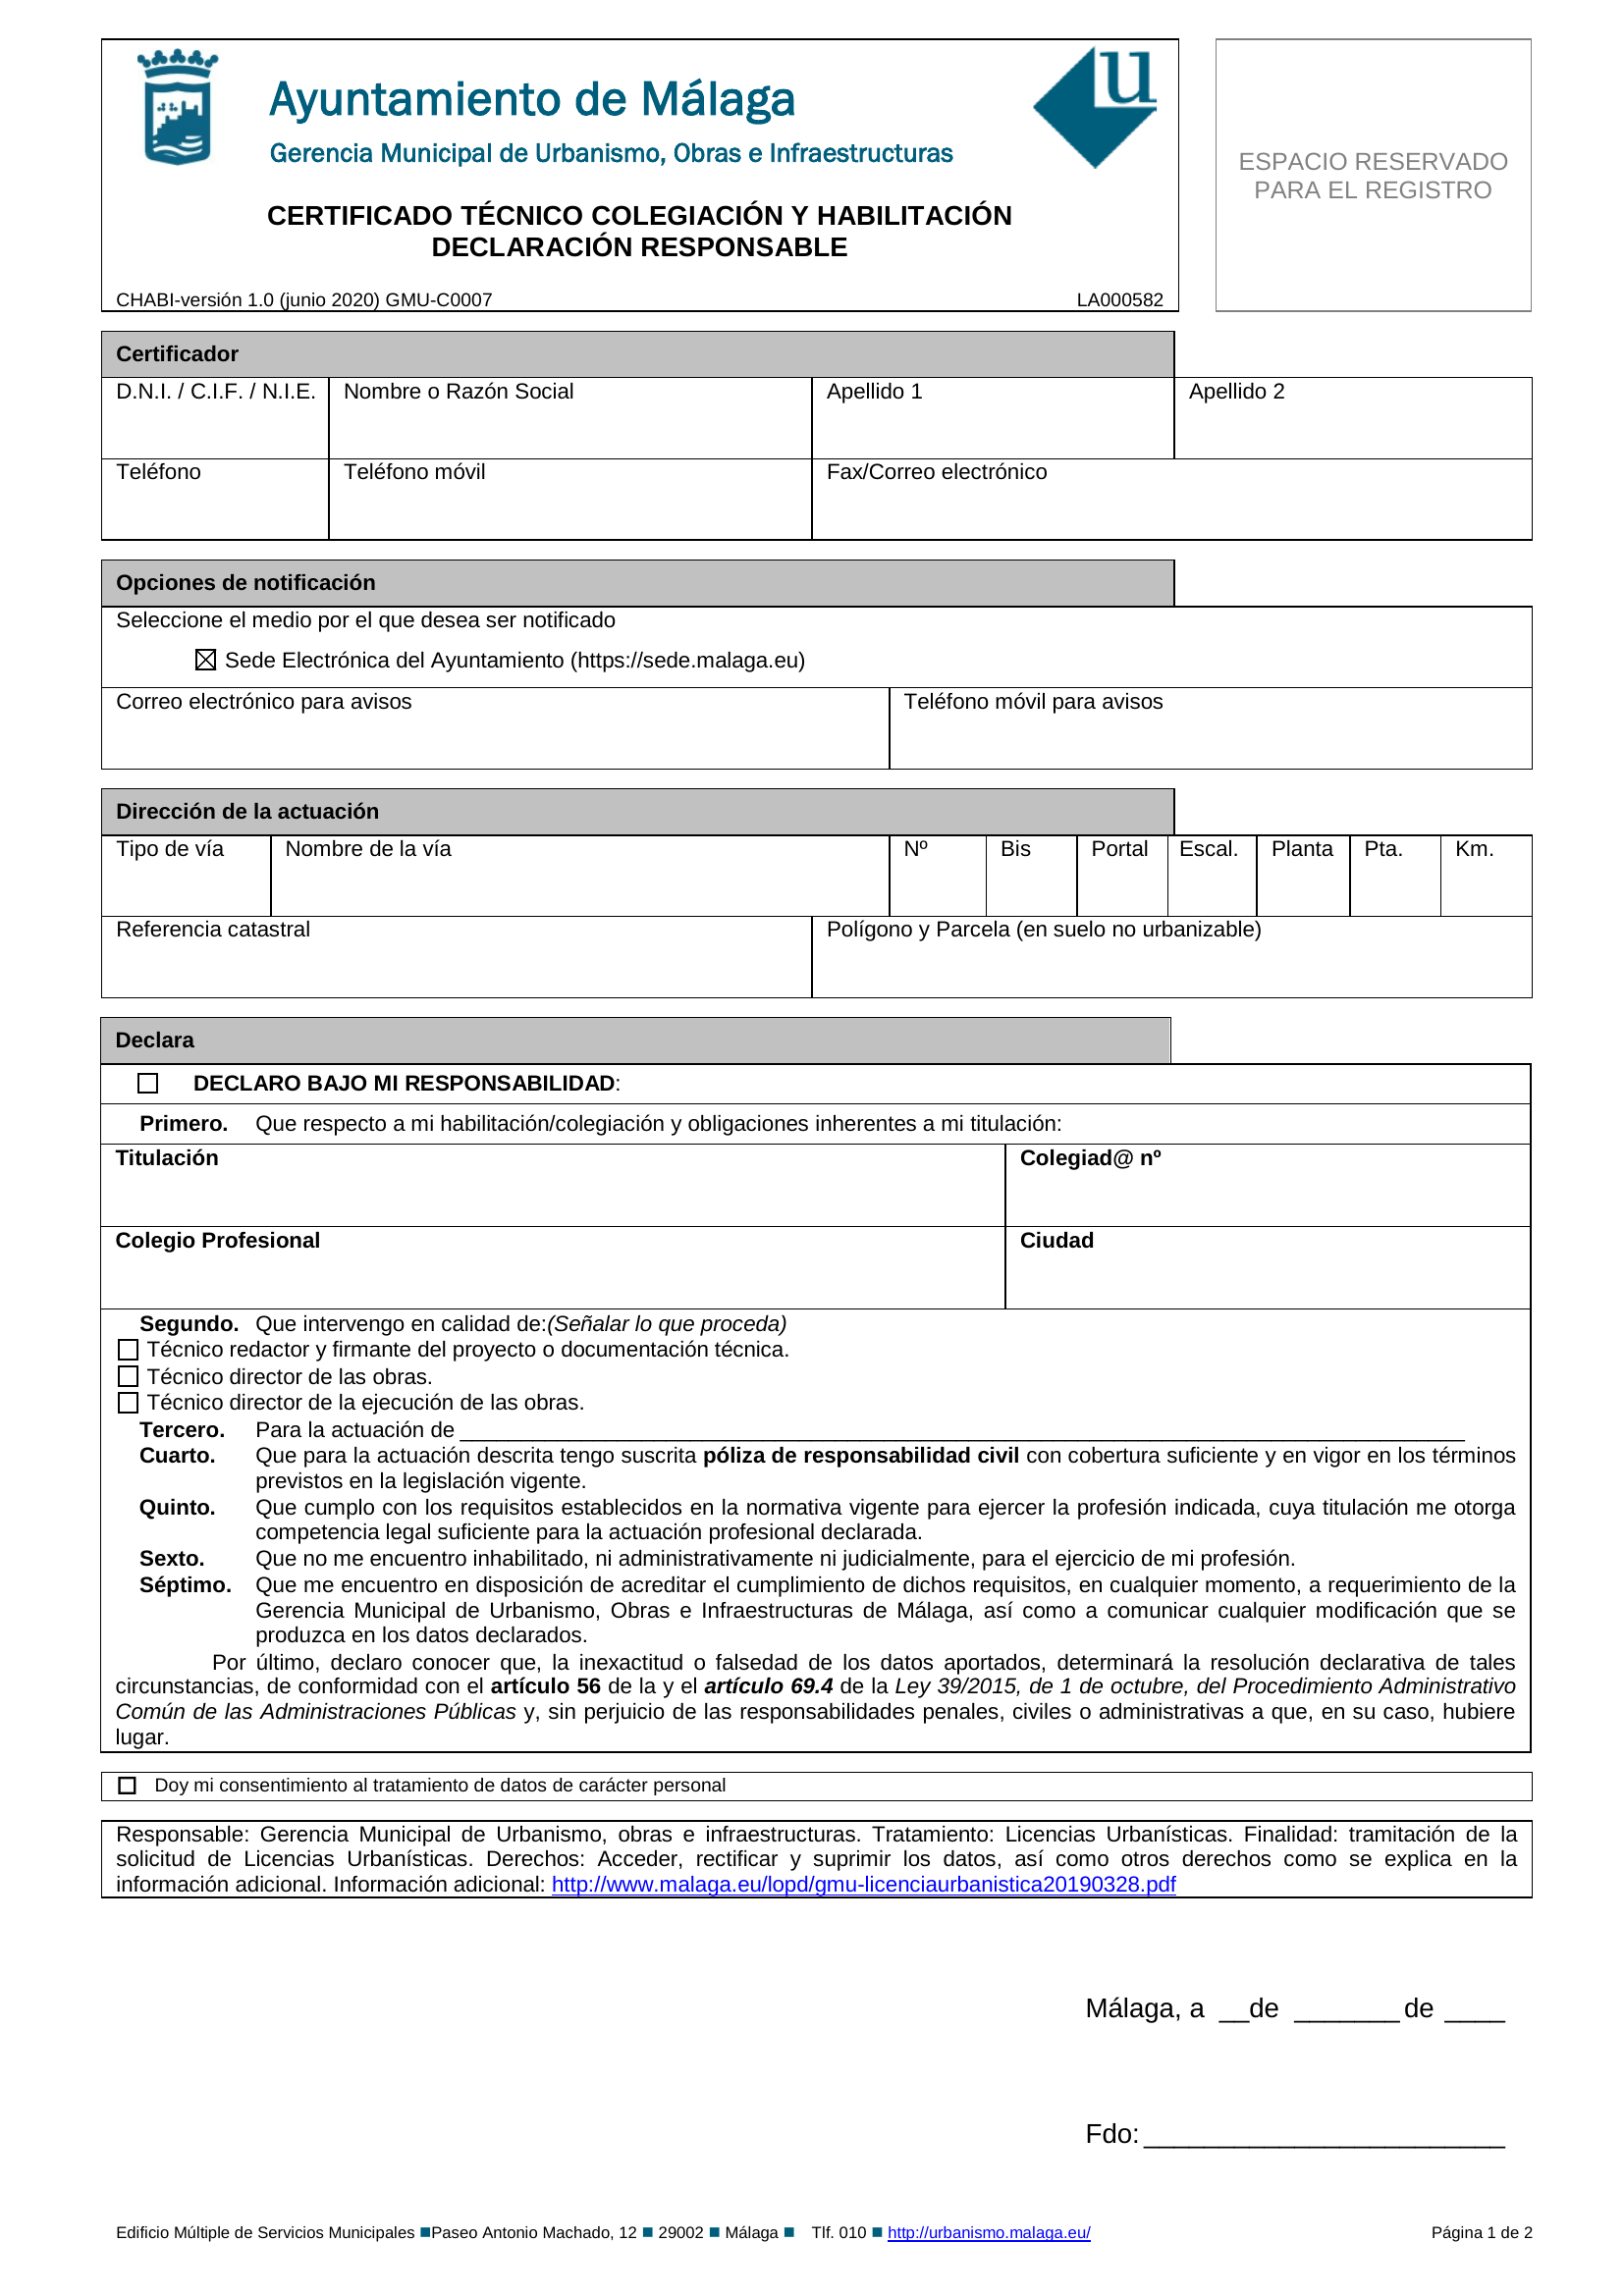 Ayuntamiento de Málaga
Gerencia Municipal de Urbanismo, Obras e Infraestructuras
u
ESPACIO RESERVADO
PARA EL REGISTRO
CERTIFICADO TÉCNICO COLEGIACIÓN Y HABILITACIÓN
DECLARACIÓN RESPONSABLE
CHABI-versión 1.0 (junio 2020) GMU-C0007 LA000582
Certificador
D.N.I. / C.I.F. / N.I.E. Nombre o Razón Social Apellido 1 Apellido 2
Teléfono Teléfono móvil Fax/Correo electrónico
Opciones de notificación
Seleccione el medio por el que desea ser notificado
☒ Sede Electrónica del Ayuntamiento (https://sede.malaga.eu)
Correo electrónico para avisos Teléfono móvil para avisos
Dirección de la actuación
Tipo de vía Nombre de la vía Nº Bis Portal Escal. Planta Pta. Km.
Referencia catastral Polígono y Parcela (en suelo no urbanizable)
Declara
☐ DECLARO BAJO MI RESPONSABILIDAD:
Primero. Que respecto a mi habilitación/colegiación y obligaciones inherentes a mi titulación:
Titulación Colegiad@ nº
Colegio Profesional Ciudad
Segundo. Que intervengo en calidad de:(Señalar lo que proceda)
☐ Técnico redactor y firmante del proyecto o documentación técnica.
☐ Técnico director de las obras.
☐ Técnico director de la ejecución de las obras.
Tercero. Para la actuación de ____________________
Cuarto. Que para la actuación descrita tengo suscrita póliza de responsabilidad civil con cobertura suficiente y en vigor en los términos
previstos en la legislación vigente.
Quinto. Que cumplo con los requisitos establecidos en la normativa vigente para ejercer la profesión indicada, cuya titulación me otorga
competencia legal suficiente para la actuación profesional declarada.
Sexto. Que no me encuentro inhabilitado, ni administrativamente ni judicialmente, para el ejercicio de mi profesión.
Séptimo. Que me encuentro en disposición de acreditar el cumplimiento de dichos requisitos, en cualquier momento, a requerimiento de la
Gerencia Municipal de Urbanismo, Obras e Infraestructuras de Málaga, así como a comunicar cualquier modificación que se
produzca en los datos declarados.
Por último, declaro conocer que, la inexactitud o falsedad de los datos aportados, determinará la resolución declarativa de tales
circunstancias, de conformidad con el artículo 56 de la y el artículo 69.4 de la Ley 39/2015, de 1 de octubre, del Procedimiento Administrativo
Común de las Administraciones Públicas y, sin perjuicio de las responsabilidades penales, civiles o administrativas a que, en su caso, hubiere
lugar.
☐ Doy mi consentimiento al tratamiento de datos de carácter personal
Responsable: Gerencia Municipal de Urbanismo, obras e infraestructuras. Tratamiento: Licencias Urbanísticas. Finalidad: tramitación de la
solicitud de Licencias Urbanísticas. Derechos: Acceder, rectificar y suprimir los datos, así como otros derechos como se explica en la
información adicional. Información adicional: http://www.malaga.eu/lopd/gmu-licenciaurbanistica20190328.pdf
Málaga, a __de _______ de ____
Fdo: ________________________
Edificio Múltiple de Servicios Municipales ■Paseo Antonio Machado, 12 ■ 29002 ■ Málaga ■ Tlf. 010 ■ http://urbanismo.malaga.eu/ Página 1 de 2